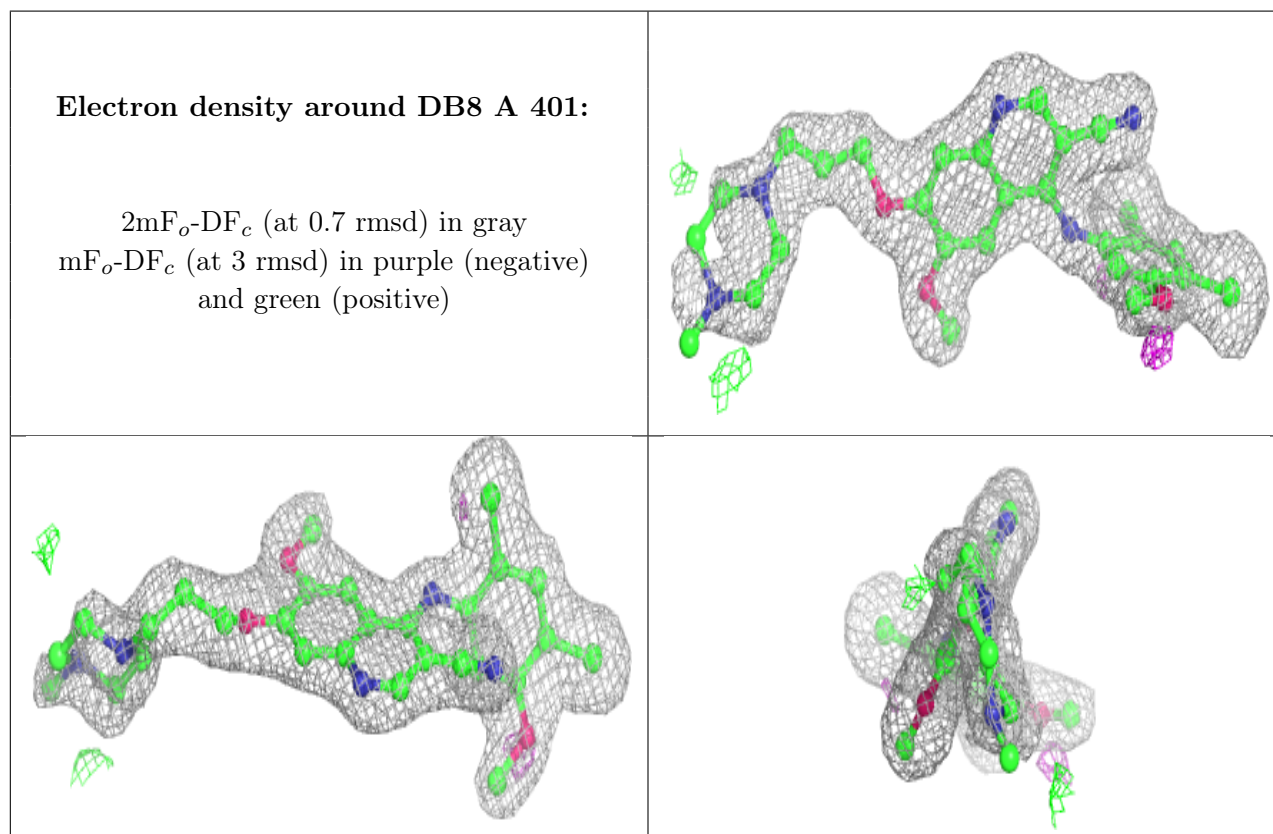 Electron density around DB8 A 401:
2mFₒ-DF𝒸 (at 0.7 rmsd) in gray
mFₒ-DF𝒸 (at 3 rmsd) in purple (negative)
and green (positive)